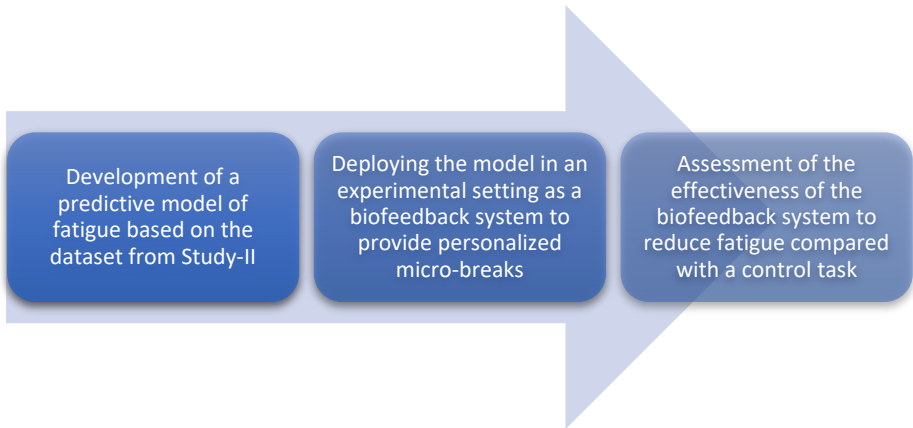 Development of a
predictive model of
fatigue based on the
dataset from Study-II
Deploying the model in an
experimental setting as a
biofeedback system to
provide personalized
micro-breaks
Assessment of the
effectiveness of the
biofeedback system to
reduce fatigue compared
with a control task